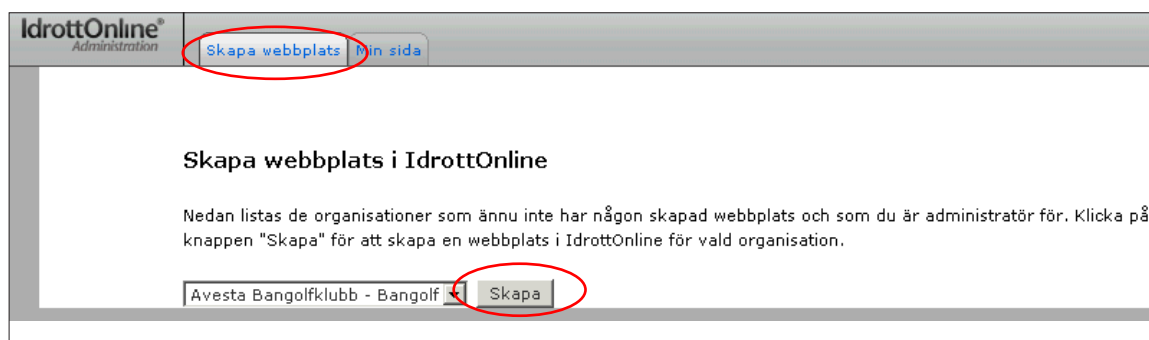 IdrottOnline®
Administration
Skapa webbplats Min sida
Skapa webbplats i IdrottOnline
Nedan listas de organisationer som ännu inte har någon skapad webbplats och som du är administratör för. Klicka på
knappen "Skapa" för att skapa en webbplats i IdrottOnline för vald organisation.
Avesta Bangolfklubb - Bangolf Skapa